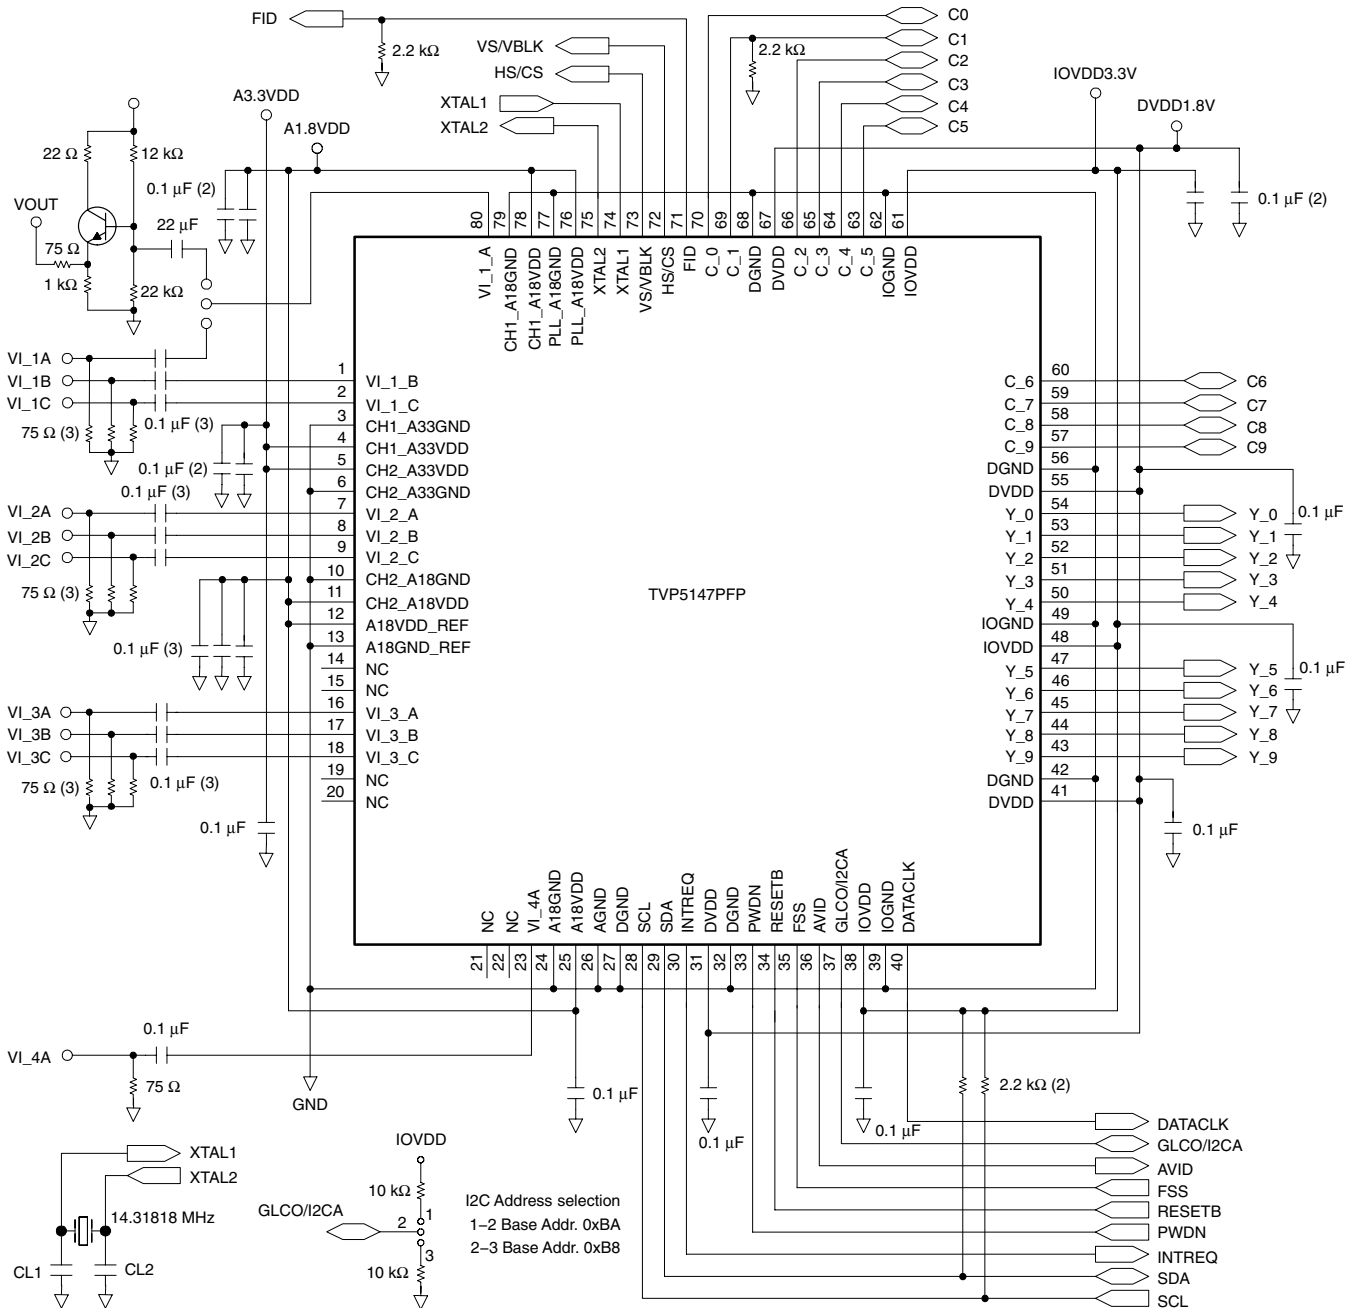 FID
2.2 kΩ
VS/VBLK
HS/CS
XTAL1
XTAL2
C0
C1
2.2 kΩ
C2
C3
C4
C5
IOVDD3.3V
DVDD1.8V
A3.3VDD
A1.8VDD
22 Ω
12 kΩ
0.1 μF (2)
0.1 μF (2)
VOUT
22 μF
75 Ω
1 kΩ
22 kΩ
80
79
78
77
76
75
74
73
72
71
70
69
68
67
66
65
64
63
62
61
VI_1_A
CH1_A18GND
CH1_A18VDD
PLL_A18GND
PLL_A18VDD
XTAL2
XTAL1
VS/VBLK
HS/CS
FID
C_0
C_1
DGND
DVDD
C_2
C_3
C_4
C_5
IOGND
IOVDD
VI_1A
VI_1B
VI_1C
75 Ω (3)
0.1 μF (3)
0.1 μF (2)
0.1 μF (3)
VI_2A
VI_2B
VI_2C
75 Ω (3)
0.1 μF (3)
VI_3A
VI_3B
VI_3C
75 Ω (3)
0.1 μF (3)
0.1 μF
1 VI_1_B
2 VI_1_C
3 CH1_A33GND
4 CH1_A33VDD
5 CH2_A33VDD
6 CH2_A33GND
7 VI_2_A
8 VI_2_B
9 VI_2_C
10 CH2_A18GND
11 CH2_A18VDD
12 A18VDD_REF
13 A18GND_REF
14 NC
15 NC
16 VI_3_A
17 VI_3_B
18 VI_3_C
19 NC
20 NC
TVP5147PFP
C_6 60 C6
C_7 59 C7
C_8 58 C8
C_9 57 C9
DGND 56
DVDD 55
Y_0 54 Y_0
0.1 μF
Y_1 53 Y_1
Y_2 52 Y_2
Y_3 51 Y_3
Y_4 50 Y_4
IOGND 49
IOVDD 48
Y_5 47 Y_5
0.1 μF
Y_6 46 Y_6
Y_7 45 Y_7
Y_8 44 Y_8
Y_9 43 Y_9
DGND 42
DVDD 41
0.1 μF
NC
NC
VI_4A
A18GND
A18VDD
AGND
DGND
SCL
SDA
INTREQ
DVDD
DGND
PWDN
RESETB
FSS
AVID
GLCO/I2CA
IOVDD
IOGND
DATACLK
21
22
23
24
25
26
27
28
29
30
31
32
33
34
35
36
37
38
39
40
VI_4A
0.1 μF
75 Ω
GND
0.1 μF
0.1 μF
0.1 μF
2.2 kΩ (2)
DATACLK
GLCO/I2CA
AVID
FSS
RESETB
PWDN
INTREQ
SDA
SCL
XTAL1
XTAL2
14.31818 MHz
CL1
CL2
IOVDD
10 kΩ
GLCO/I2CA
1
2
3
10 kΩ
I2C Address selection
1−2 Base Addr. 0xBA
2−3 Base Addr. 0xB8